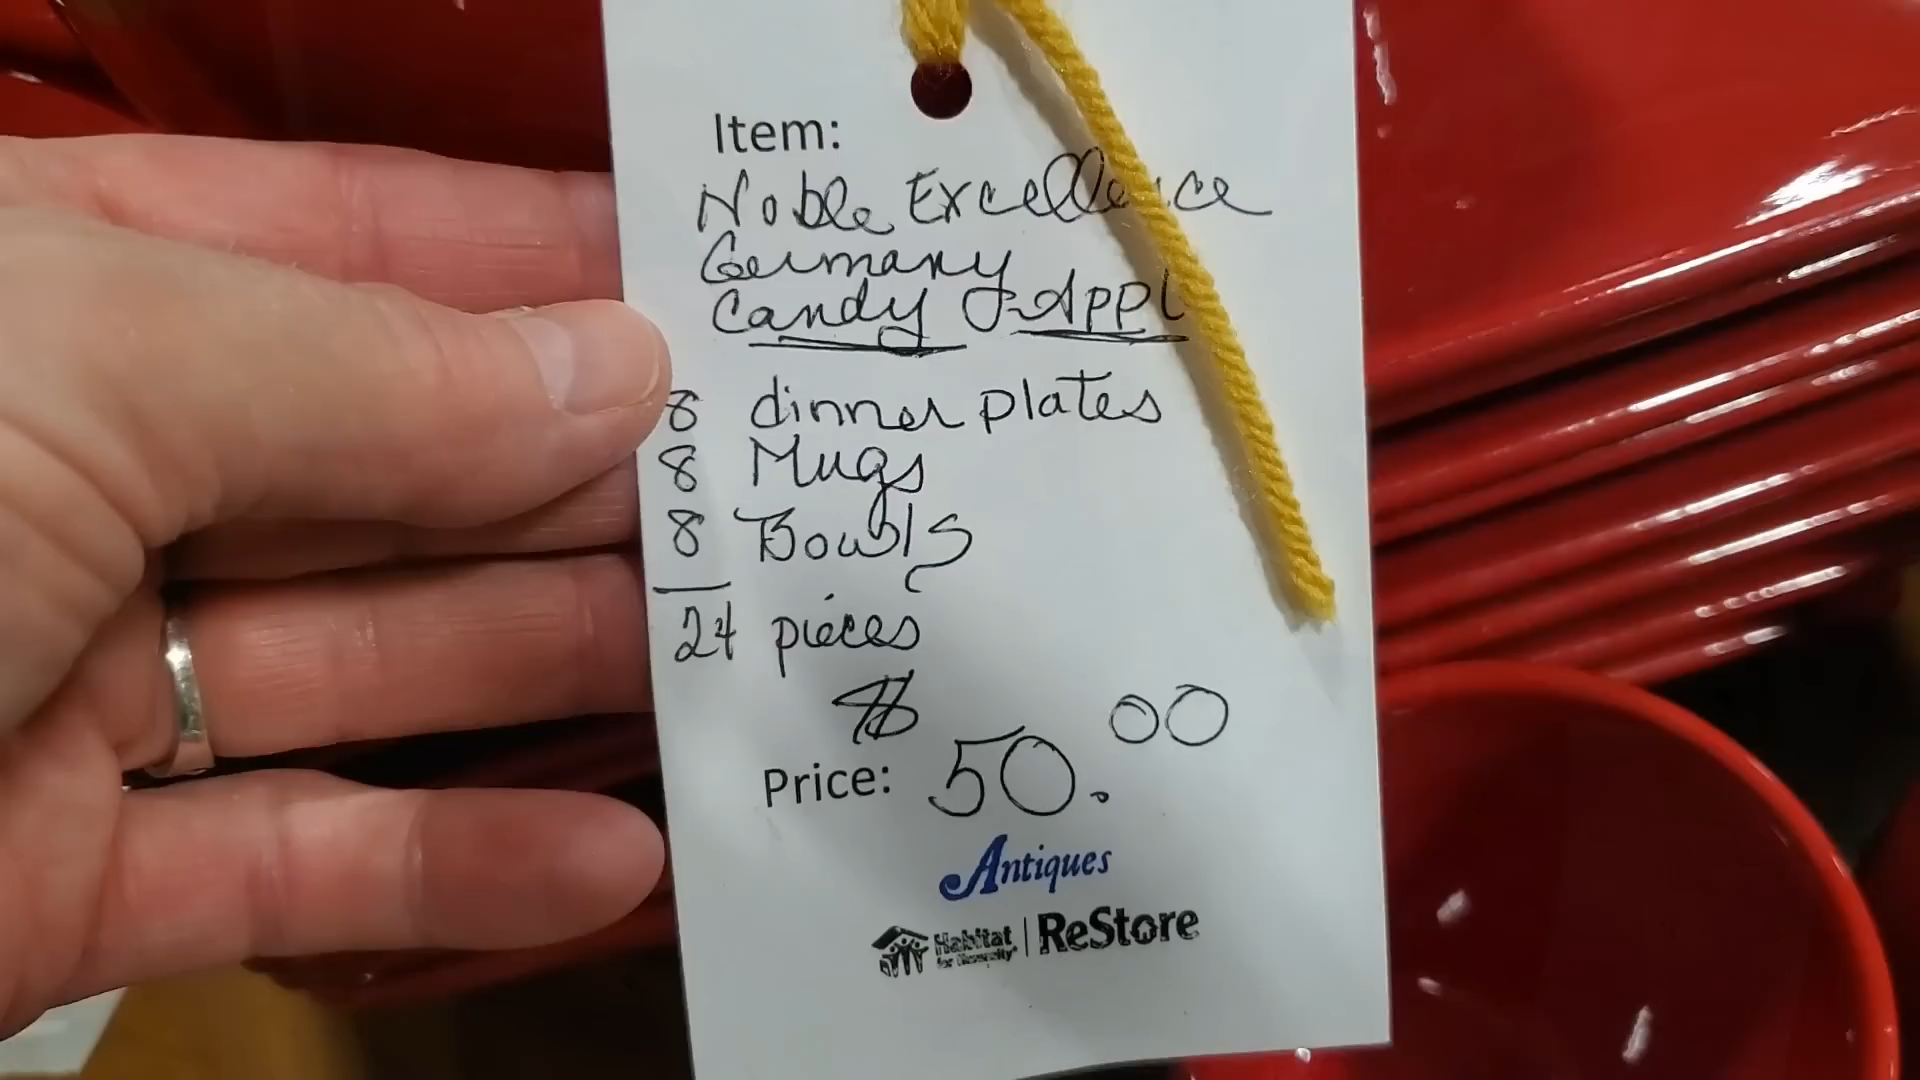 Item:
Noble Excellence
Germany
Candy Appl
8 dinner plates
8 Mugs
8 Bowls
24 pieces
$
Price: 50.00
Antiques
Habitat for Humanity | ReStore